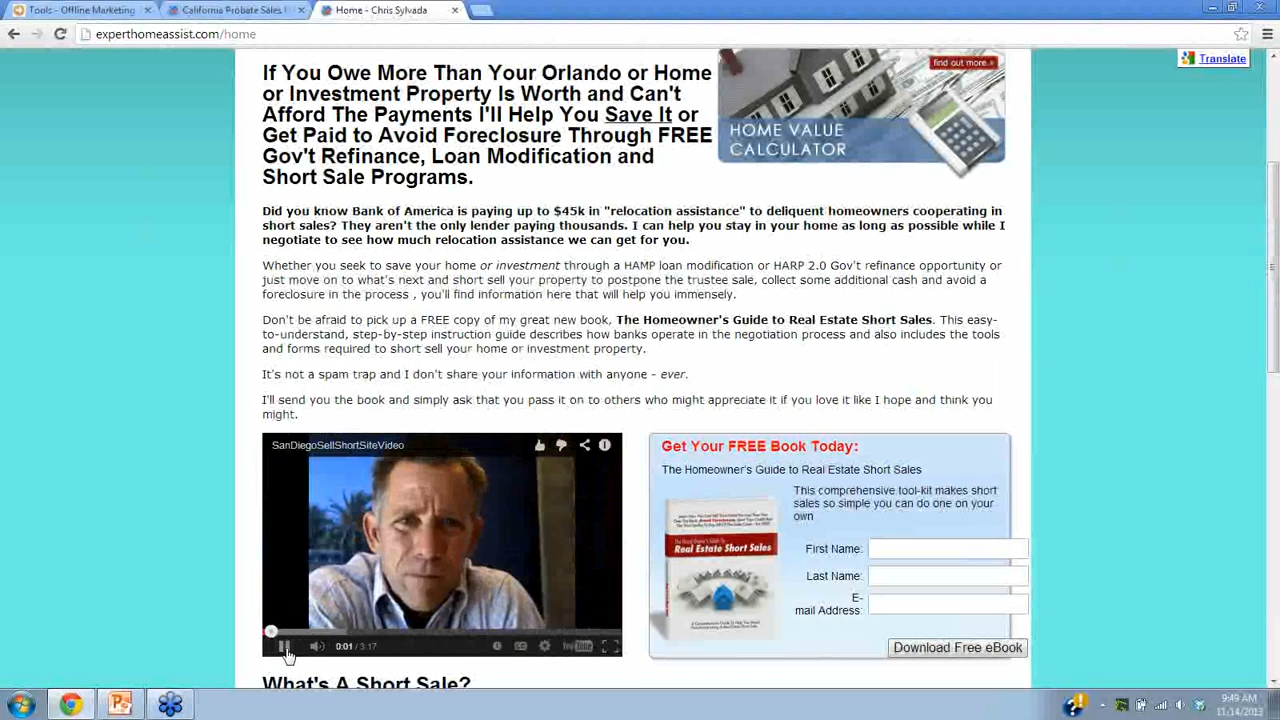 Tools - Offline Marketing
California Probate Sales
Home - Chris Sylvada
experthomeassist.com/home
Translate
If You Owe More Than Your Orlando or Home
or Investment Property Is Worth and Can't
Afford The Payments I'll Help You Save It or
Get Paid to Avoid Foreclosure Through FREE
Gov't Refinance, Loan Modification and
Short Sale Programs.
find out more »
HOME VALUE
CALCULATOR
Did you know Bank of America is paying up to $45k in "relocation assistance" to deliquent homeowners cooperating in
short sales? They aren't the only lender paying thousands. I can help you stay in your home as long as possible while I
negotiate to see how much relocation assistance we can get for you.
Whether you seek to save your home or investment through a HAMP loan modification or HARP 2.0 Gov't refinance opportunity or
just move on to what's next and short sell your property to postpone the trustee sale, collect some additional cash and avoid a
foreclosure in the process , you'll find information here that will help you immensely.
Don't be afraid to pick up a FREE copy of my great new book, The Homeowner's Guide to Real Estate Short Sales. This easy-
to-understand, step-by-step instruction guide describes how banks operate in the negotiation process and also includes the tools
and forms required to short sell your home or investment property.
It's not a spam trap and I don't share your information with anyone - ever.
I'll send you the book and simply ask that you pass it on to others who might appreciate it if you love it like I hope and think you
might.
SanDiegoSellShortSiteVideo
0:01 / 3:17
YouTube
Get Your FREE Book Today:
The Homeowner's Guide to Real Estate Short Sales
This comprehensive tool-kit makes short
sales so simple you can do one on your
own
Real Estate Short Sales
First Name:
Last Name:
E-
mail Address:
Download Free eBook
What's A Short Sale?
9:49 AM
11/14/2013